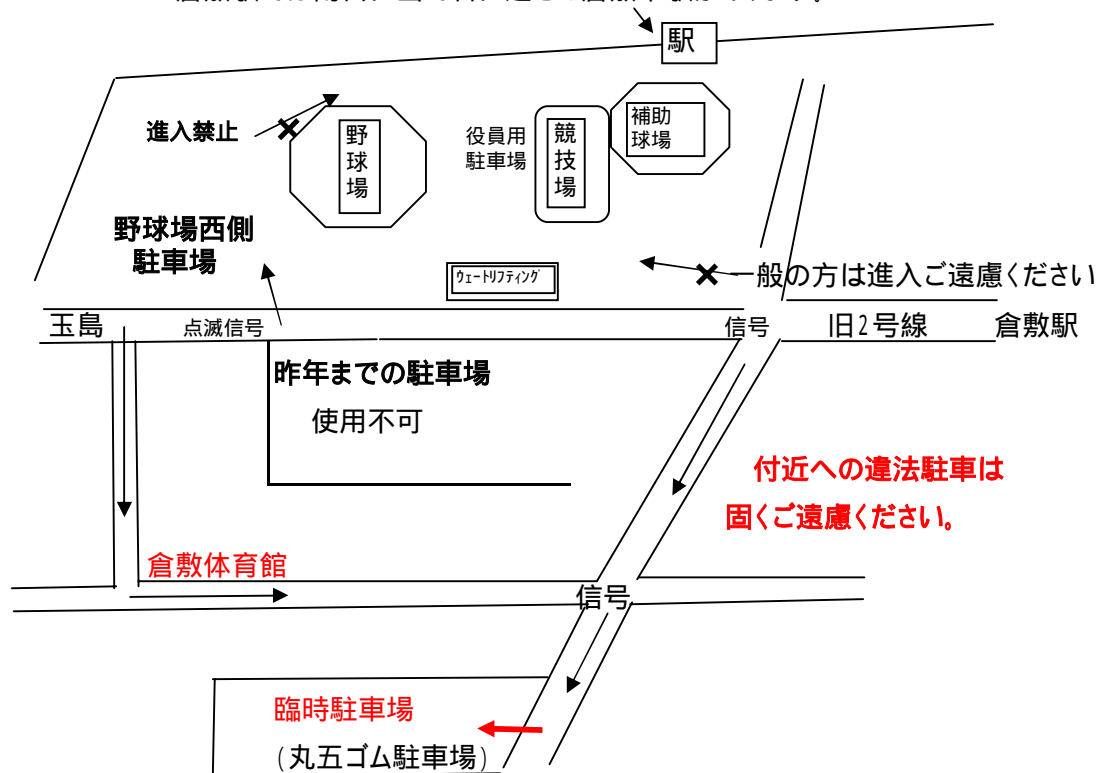 駅
進入禁止
野球場
役員用
駐車場
競技場
補助
球場
野球場西側
駐車場
ウェートリフティング
一般の方は進入ご遠慮ください
玉島
点滅信号
信号
旧2号線
倉敷駅
昨年までの駐車場
使用不可
付近への違法駐車は
固くご遠慮ください。
倉敷体育館
信号
臨時駐車場
(丸五ゴム駐車場)